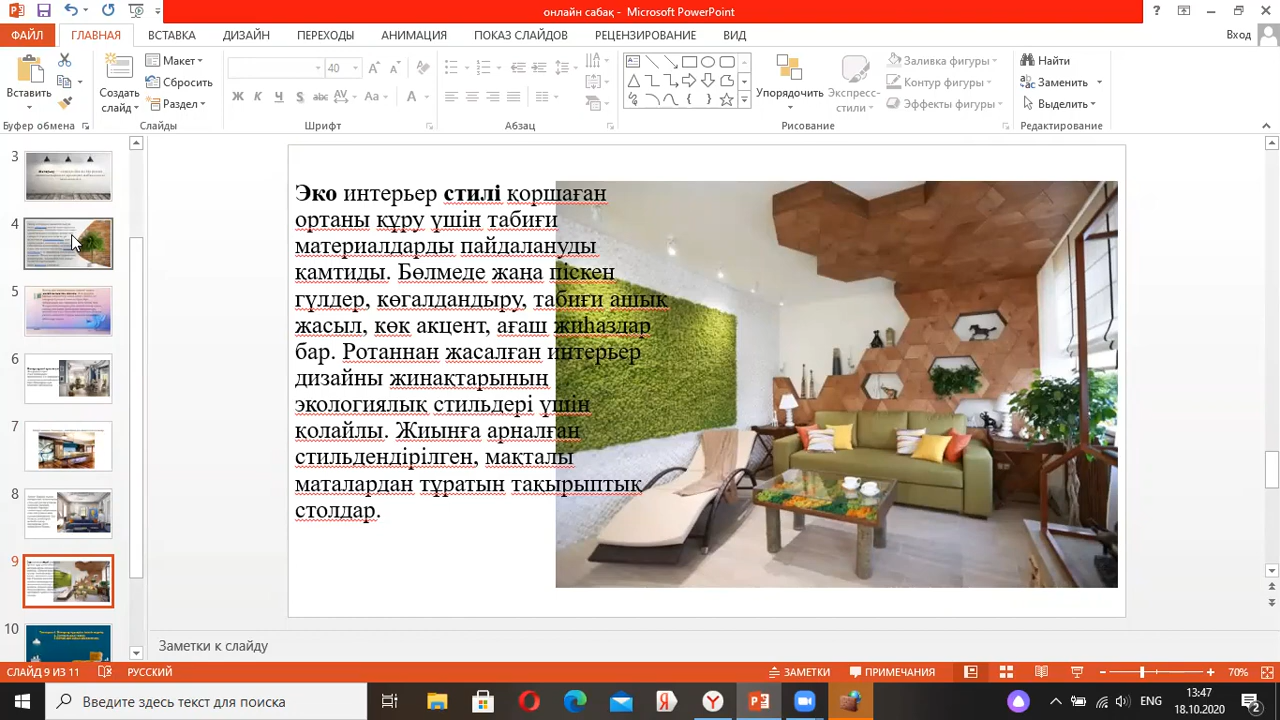 онлайн сабақ - Microsoft PowerPoint
ФАЙЛ ГЛАВНАЯ ВСТАВКА ДИЗАЙН ПЕРЕХОДЫ АНИМАЦИЯ ПОКАЗ СЛАЙДОВ РЕЦЕНЗИРОВАНИЕ ВИД Вход
Вставить
Буфер обмена
Создать слайд
Макет
Сбросить
Раздел
Слайды
40
Ж К Ч S abc AV Aa A
Шрифт
Абзац
Упорядочить
Экспресс-стили
Заливка фигуры
Контур фигуры
Эффекты фигуры
Рисование
Найти
Заменить
Выделить
Редактирование
3
4
5
6
7
8
9
10
Эко интерьер стилі қоршаған
ортаны құру үшін табиғи
материалдарды пайдалануды
қамтиды. Бөлмеде жаңа піскен
гүлдер, көгалдандыру, табиғи ашық
жасыл, көк акцент, ағаш жиһаздар
бар. Ротаннан жасалған интерьер
дизайны жинақтарының
экологиялық стильдері үшін
қолайлы. Жиынға арналған
стильдендірілген, мақталы
маталардан тұратын тақырыптық
столдар.
Заметки к слайду
СЛАЙД 9 ИЗ 11 РУССКИЙ ЗАМЕТКИ ПРИМЕЧАНИЯ 70%
Введите здесь текст для поиска
ENG
13:47
18.10.2020
2